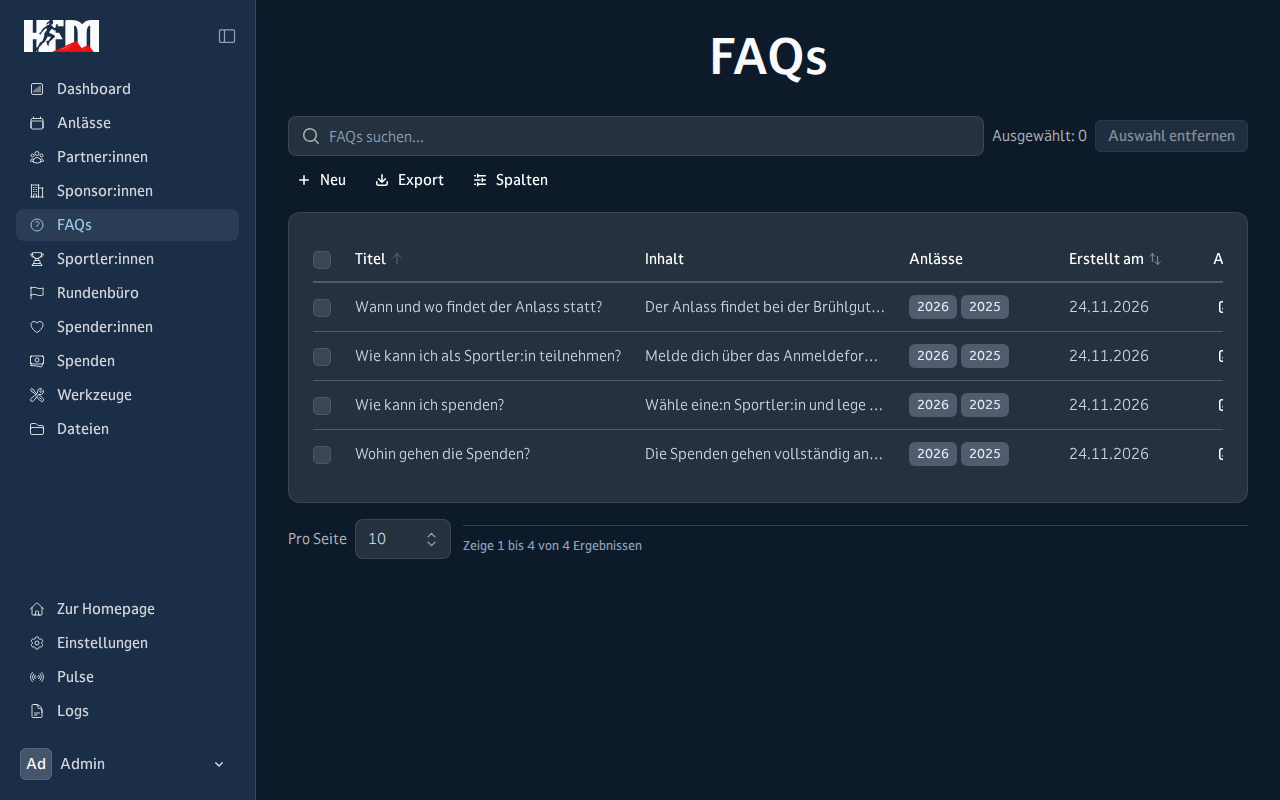 HFM
Dashboard
Anlässe
Partner:innen
Sponsor:innen
FAQs
Sportler:innen
Rundenbüro
Spender:innen
Spenden
Werkzeuge
Dateien
Zur Homepage
Einstellungen
Pulse
Logs
Ad Admin
FAQs
FAQs suchen... Ausgewählt: 0 Auswahl entfernen
Neu Export Spalten
Titel Inhalt Anlässe Erstellt am A
Wann und wo findet der Anlass statt? Der Anlass findet bei der Brühlgut... 2026 2025 24.11.2026
Wie kann ich als Sportler:in teilnehmen? Melde dich über das Anmeldefor... 2026 2025 24.11.2026
Wie kann ich spenden? Wähle eine:n Sportler:in und lege ... 2026 2025 24.11.2026
Wohin gehen die Spenden? Die Spenden gehen vollständig an... 2026 2025 24.11.2026
Pro Seite 10 Zeige 1 bis 4 von 4 Ergebnissen